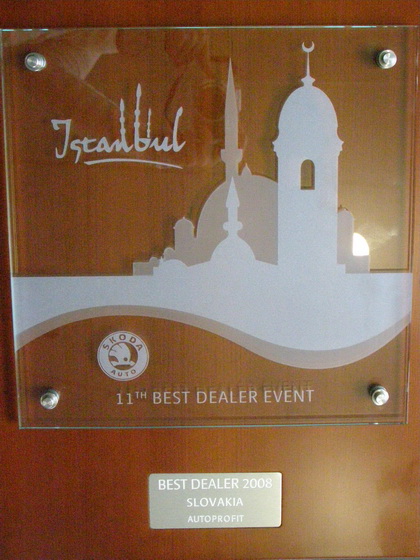 Istanbul
SKODA
AUTO
11TH BEST DEALER EVENT
BEST DEALER 2008
SLOVAKIA
AUTOPROFIT